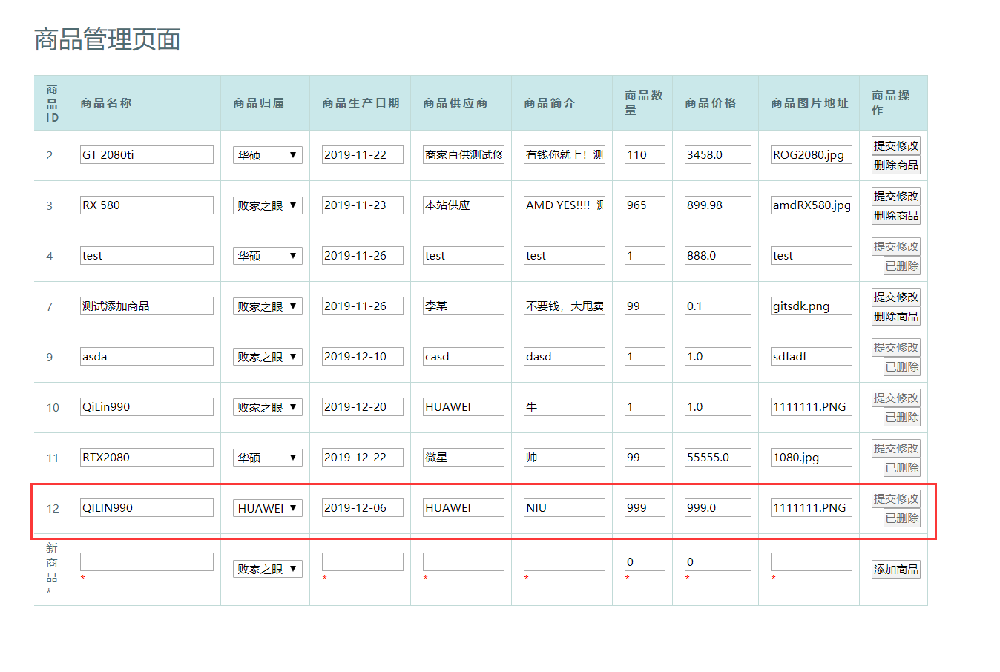 商品管理页面
商品ID 商品名称 商品归属 商品生产日期 商品供应商 商品简介 商品数量 商品价格 商品图片地址 商品操作
2 GT 2080ti 华硕 2019-11-22 商家直供测试修 有钱你就上！测 110 3458.0 ROG2080.jpg 提交修改 删除商品
3 RX 580 败家之眼 2019-11-23 本站供应 AMD YES!!!! 965 899.98 amdRX580.jpg 提交修改 删除商品
4 test 华硕 2019-11-26 test test 1 888.0 test 提交修改 已删除
7 测试添加商品 败家之眼 2019-11-26 李某 不要钱，大甩卖 99 0.1 gitsdk.png 提交修改 删除商品
9 asda 败家之眼 2019-12-10 casd dasd 1 1.0 sdfadf 提交修改 已删除
10 QiLin990 败家之眼 2019-12-20 HUAWEI 牛 1 1.0 1111111.PNG 提交修改 已删除
11 RTX2080 华硕 2019-12-22 微星 帅 99 55555.0 1080.jpg 提交修改 已删除
12 QILIN990 HUAWEI 2019-12-06 HUAWEI NIU 999 999.0 1111111.PNG 提交修改 已删除
新商品* * 败家之眼 * * * 0 * 0 * * 添加商品